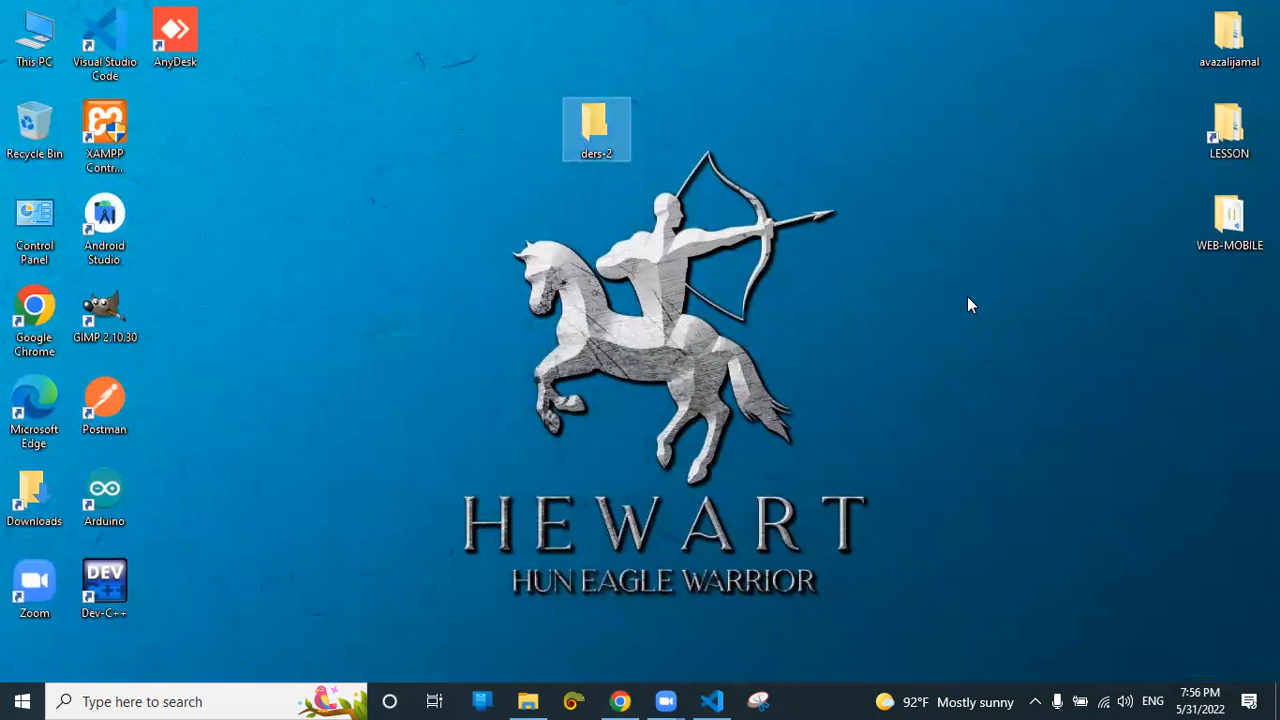 This PC
Visual Studio
Code
AnyDesk
avazalijamal
Recycle Bin
XAMPP
Contr...
ders-2
LESSON
Control
Panel
Android
Studio
WEB-MOBILE
Google
Chrome
GIMP 2.10.30
Microsoft
Edge
Postman
Downloads
Arduino
HEWART
HUN EAGLE WARRIOR
Zoom
DEV
Dev-C++
Type here to search
92°F Mostly sunny
ENG
7:56 PM
5/31/2022